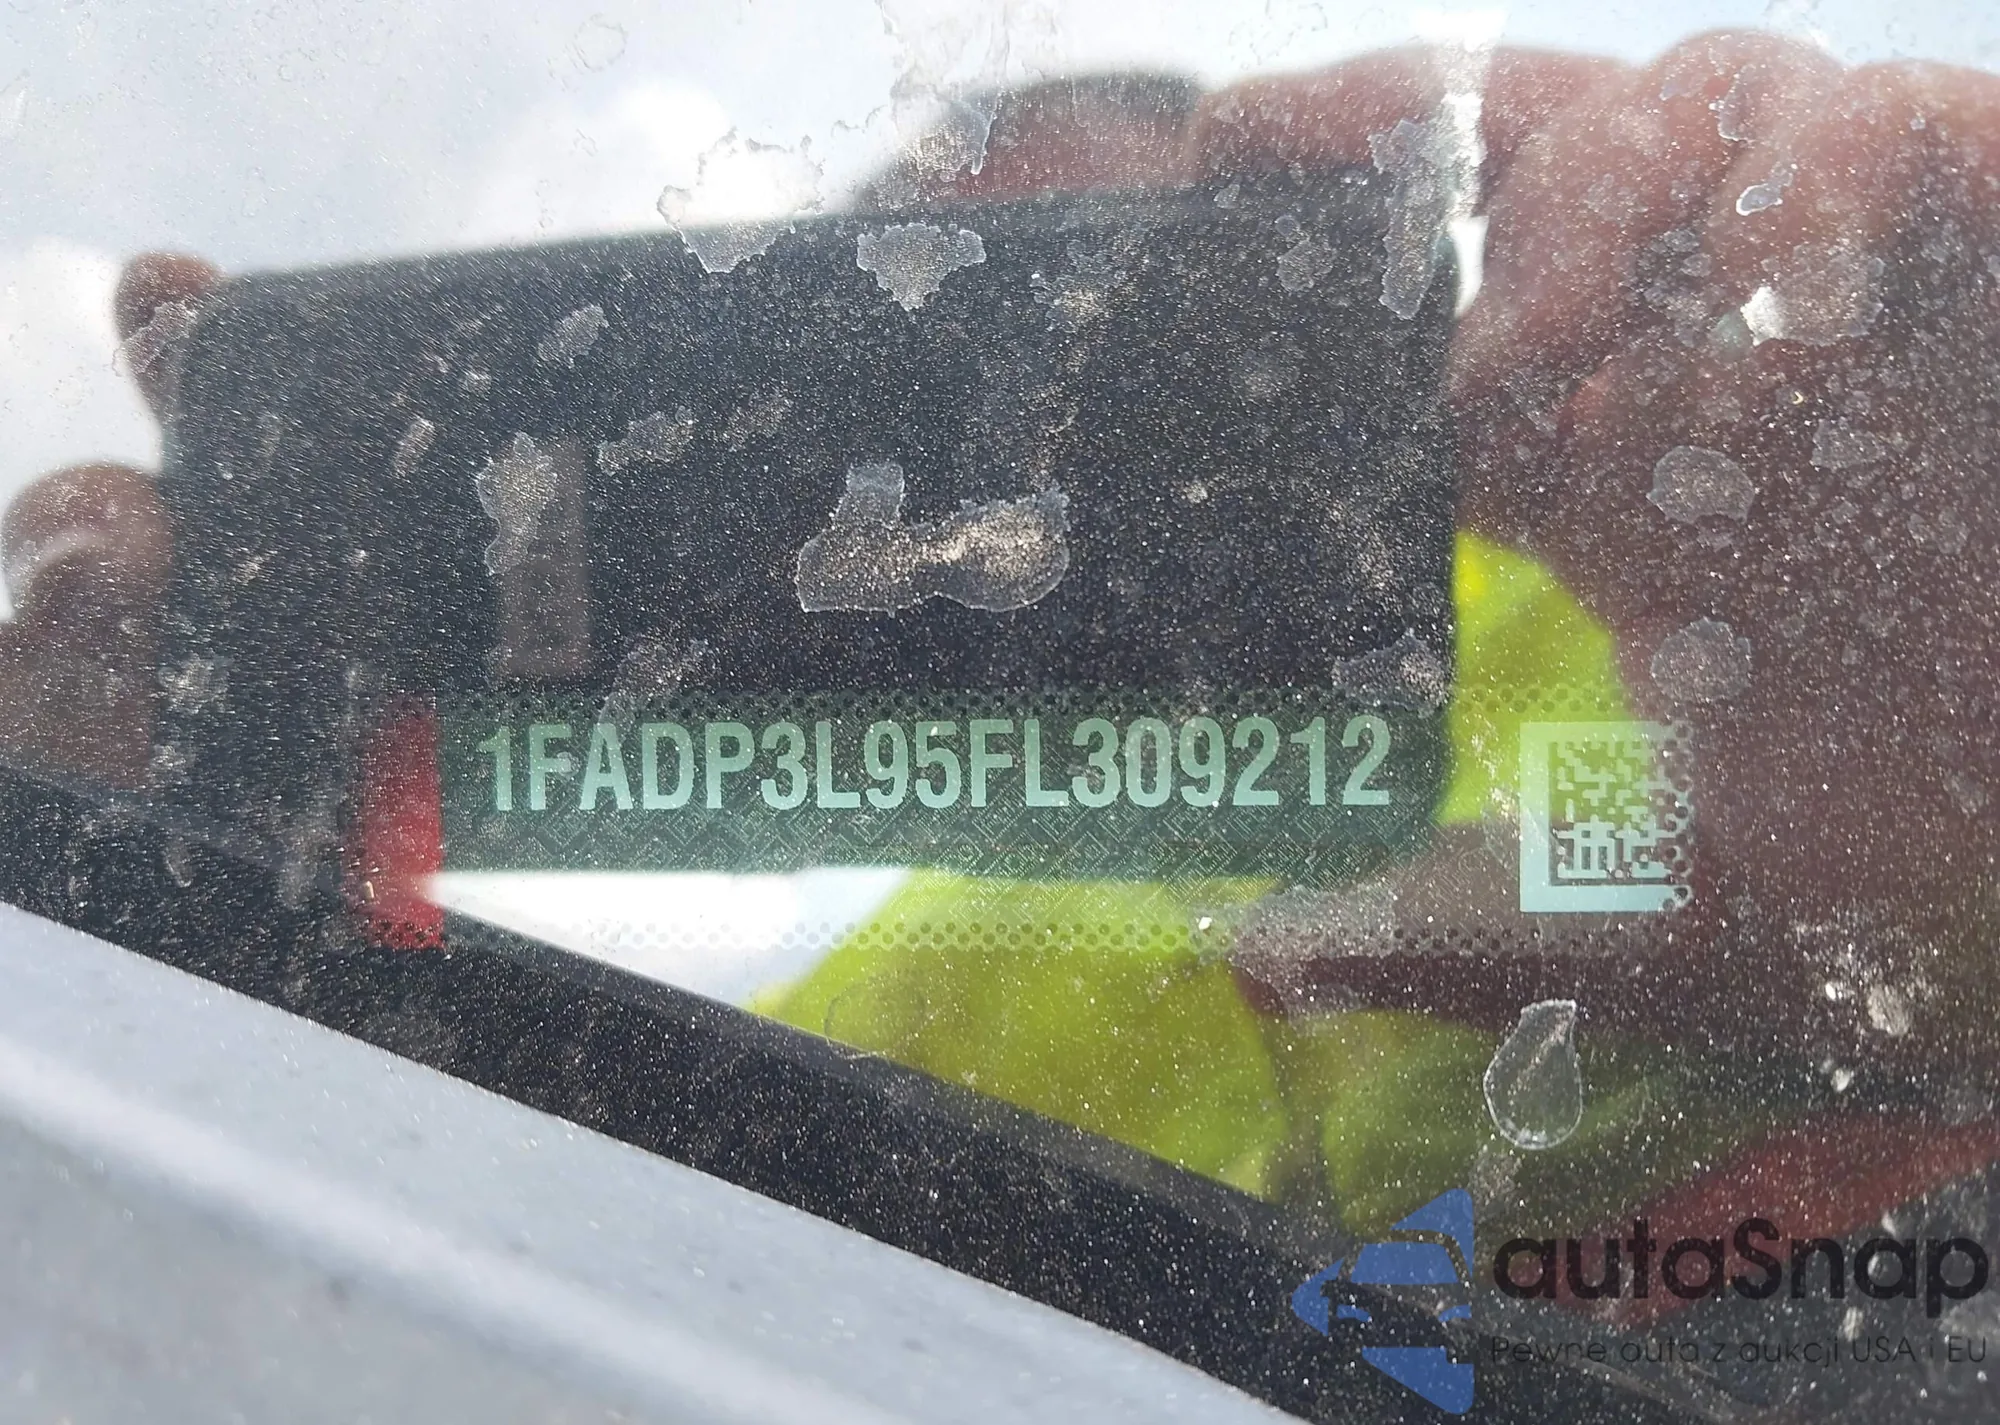 1FADP3L95FL309212
autaSnap
Pewne auta z aukcji USA i EU